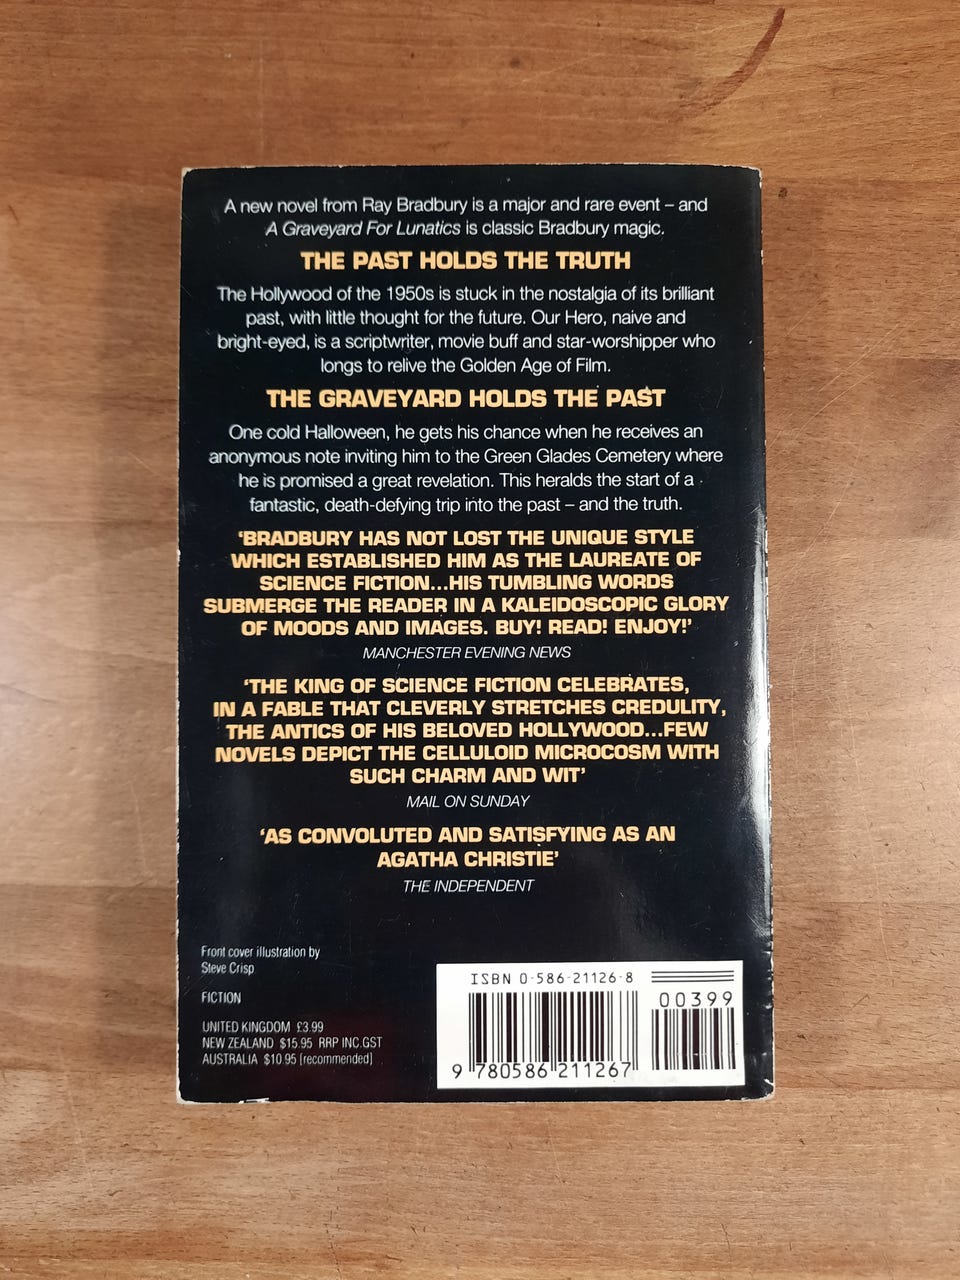 A new novel from Ray Bradbury is a major and rare event – and
A Graveyard For Lunatics is classic Bradbury magic.
THE PAST HOLDS THE TRUTH
The Hollywood of the 1950s is stuck in the nostalgia of its brilliant
past, with little thought for the future. Our Hero, naive and
bright-eyed, is a scriptwriter, movie buff and star-worshipper who
longs to relive the Golden Age of Film.
THE GRAVEYARD HOLDS THE PAST
One cold Halloween, he gets his chance when he receives an
anonymous note inviting him to the Green Glades Cemetery where
he is promised a great revelation. This heralds the start of a
fantastic, death-defying trip into the past – and the truth.
‘BRADBURY HAS NOT LOST THE UNIQUE STYLE
WHICH ESTABLISHED HIM AS THE LAUREATE OF
SCIENCE FICTION...HIS TUMBLING WORDS
SUBMERGE THE READER IN A KALEIDOSCOPIC GLORY
OF MOODS AND IMAGES. BUY! READ! ENJOY!’
MANCHESTER EVENING NEWS
‘THE KING OF SCIENCE FICTION CELEBRATES,
IN A FABLE THAT CLEVERLY STRETCHES CREDULITY,
THE ANTICS OF HIS BELOVED HOLLYWOOD...FEW
NOVELS DEPICT THE CELLULOID MICROCOSM WITH
SUCH CHARM AND WIT’
MAIL ON SUNDAY
‘AS CONVOLUTED AND SATISFYING AS AN
AGATHA CHRISTIE’
THE INDEPENDENT
Front cover illustration by
Steve Crisp
FICTION
UNITED KINGDOM £3.99
NEW ZEALAND $15.95 RRP INC.GST
AUSTRALIA $10.95 [recommended]
ISBN 0-586-21126-8
00399
9 780586 211267